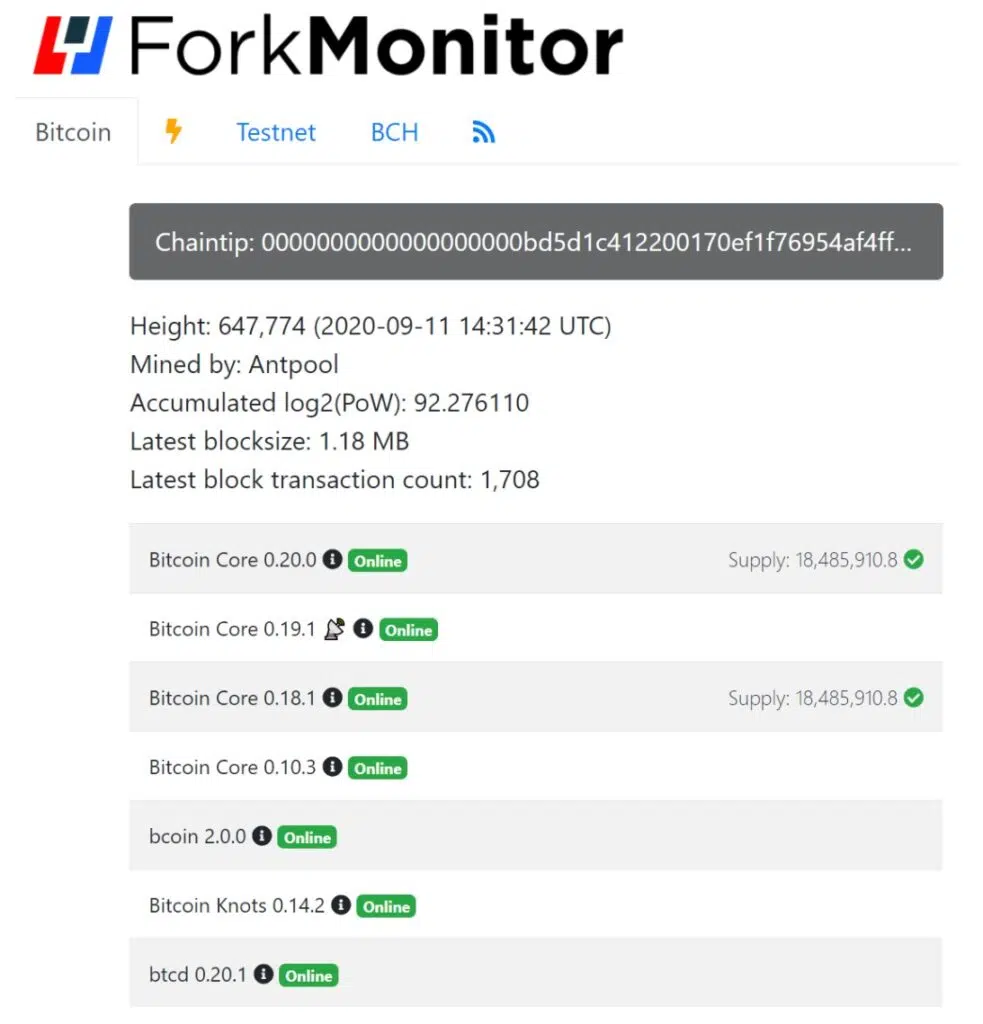 ForkMonitor
Bitcoin Testnet BCH
Chaintip: 0000000000000000000bd5d1c412200170ef1f76954af4ff...
Height: 647,774 (2020-09-11 14:31:42 UTC)
Mined by: Antpool
Accumulated log2(PoW): 92.276110
Latest blocksize: 1.18 MB
Latest block transaction count: 1,708
Bitcoin Core 0.20.0 Online Supply: 18,485,910.8
Bitcoin Core 0.19.1 Online
Bitcoin Core 0.18.1 Online Supply: 18,485,910.8
Bitcoin Core 0.10.3 Online
bcoin 2.0.0 Online
Bitcoin Knots 0.14.2 Online
btcd 0.20.1 Online